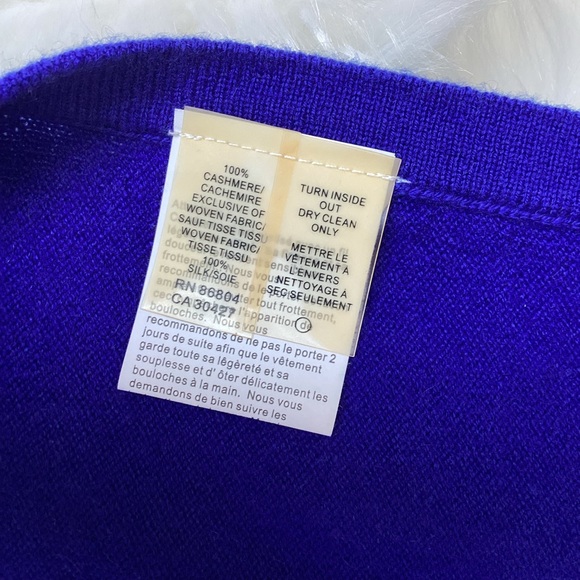 100%
CASHMERE/
CACHEMIRE
EXCLUSIVE OF
WOVEN FABRIC/
SAUF TISSE TISSU
WOVEN FABRIC/
TISSE TISSU
100%
SILK/SOIE
RN 86804
CA 30427
TURN INSIDE
OUT
DRY CLEAN
ONLY
METTRE LE
VÊTEMENT À
L'ENVERS
NETTOYAGE À
SEC SEULEMENT
bouloches. Nous vous
recommandons de ne pas le porter 2
jours de suite afin que le vêtement
garde toute sa légèreté et sa
souplesse et d' ôter délicatement les
bouloches à la main. Nous vous
demandons de bien suivre les